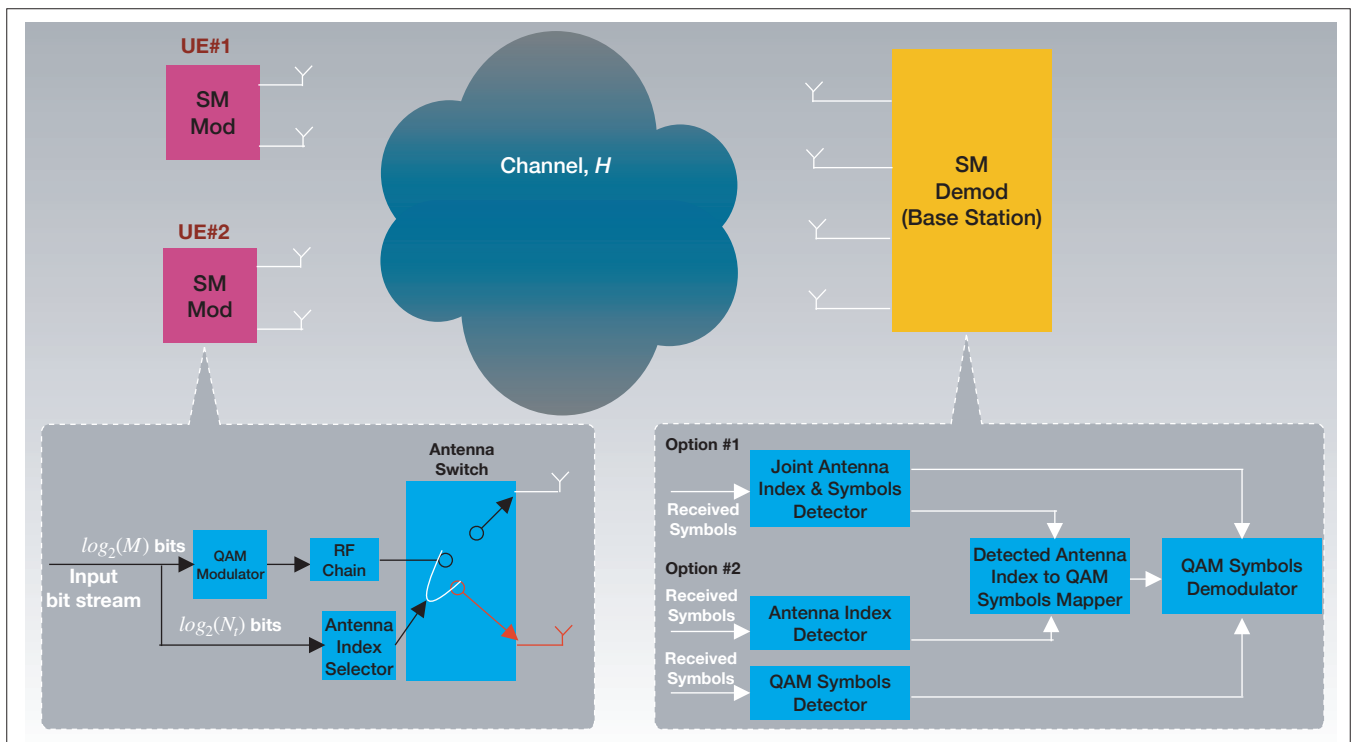 UE#1
SM
Mod
UE#2
SM
Mod
Channel, H
SM
Demod
(Base Station)
Antenna
Switch
log₂(M) bits
Input
bit stream
QAM
Modulator
RF
Chain
log₂(Nₜ) bits
Antenna
Index
Selector
Option #1
Received
Symbols
Joint Antenna
Index & Symbols
Detector
Option #2
Received
Symbols
Antenna Index
Detector
Received
Symbols
QAM Symbols
Detector
Detected Antenna
Index to QAM
Symbols Mapper
QAM Symbols
Demodulator